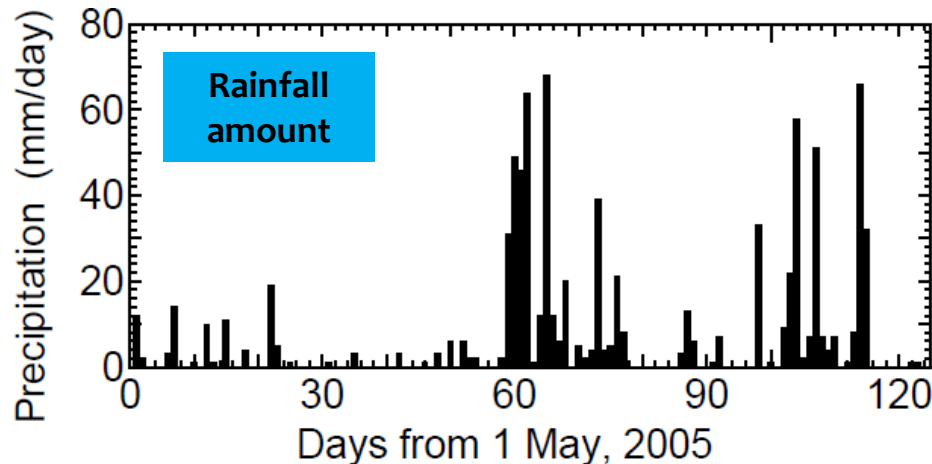 Precipitation (mm/day)
80
60
40
20
0
Rainfall
amount
0 30 60 90 120
Days from 1 May, 2005